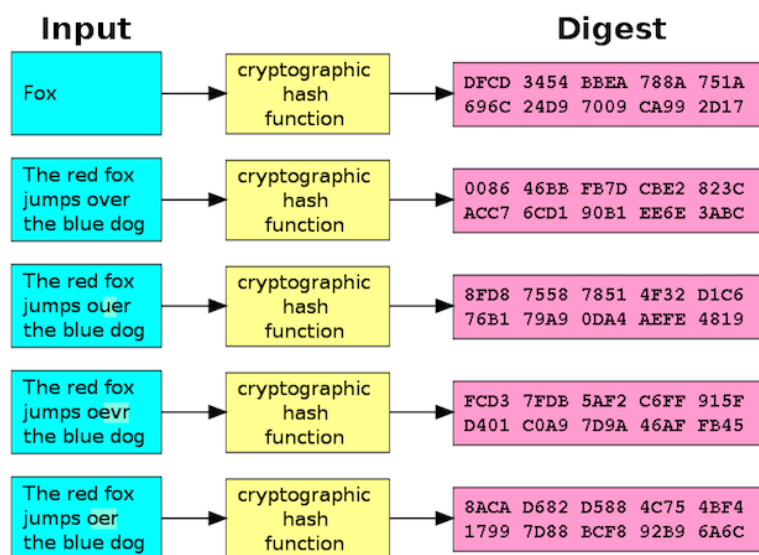 Input
Digest
Fox
cryptographic
hash
function
DFCD 3454 BBEA 788A 751A
696C 24D9 7009 CA99 2D17
The red fox
jumps over
the blue dog
cryptographic
hash
function
0086 46BB FB7D CBE2 823C
ACC7 6CD1 90B1 EE6E 3ABC
The red fox
jumps ouer
the blue dog
cryptographic
hash
function
8FD8 7558 7851 4F32 D1C6
76B1 79A9 0DA4 AEFE 4819
The red fox
jumps oevr
the blue dog
cryptographic
hash
function
FCD3 7FDB 5AF2 C6FF 915F
D401 C0A9 7D9A 46AF FB45
The red fox
jumps oer
the blue dog
cryptographic
hash
function
8ACA D682 D588 4C75 4BF4
1799 7D88 BCF8 92B9 6A6C